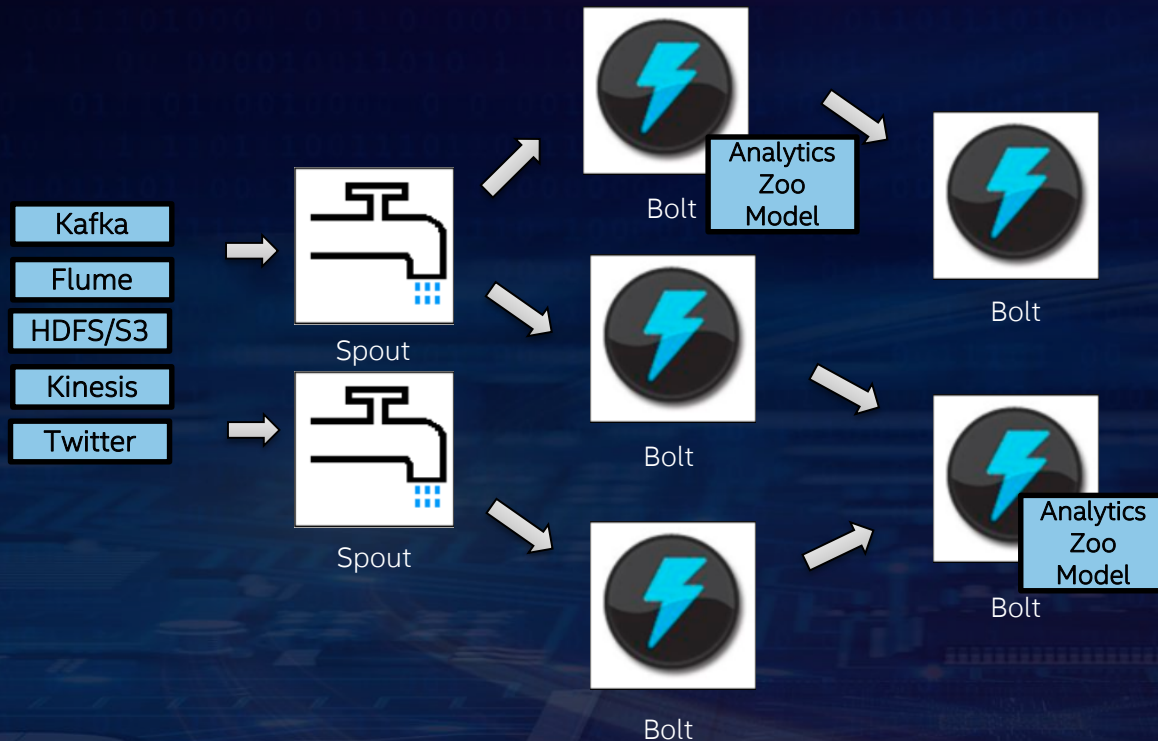 Kafka
Flume
HDFS/S3
Kinesis
Twitter
Spout
Spout
Bolt
Analytics
Zoo
Model
Bolt
Bolt
Bolt
Analytics
Zoo
Model
Bolt